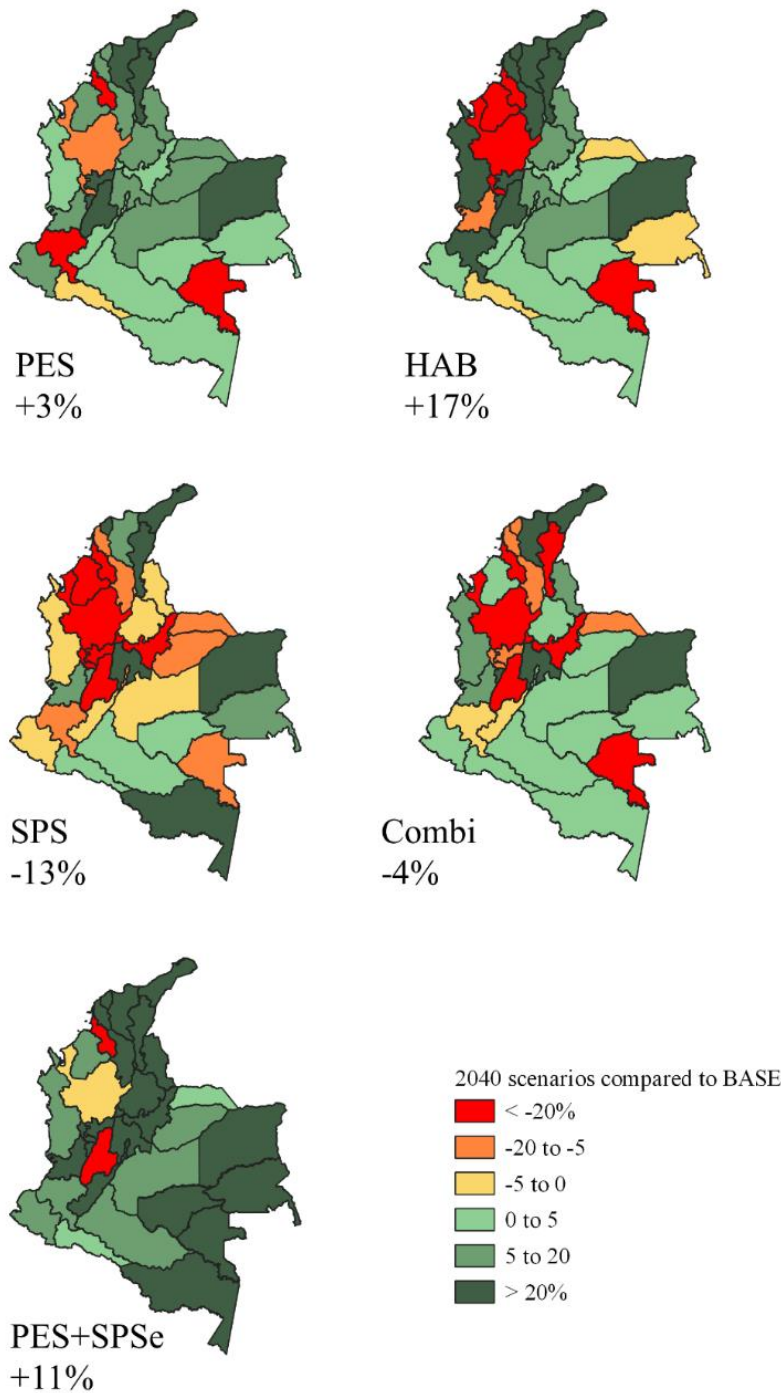 PES
+3%
HAB
+17%
SPS
-13%
Combi
-4%
PES+SPSe
+11%
2040 scenarios compared to BASE
< -20%
-20 to -5
-5 to 0
0 to 5
5 to 20
> 20%